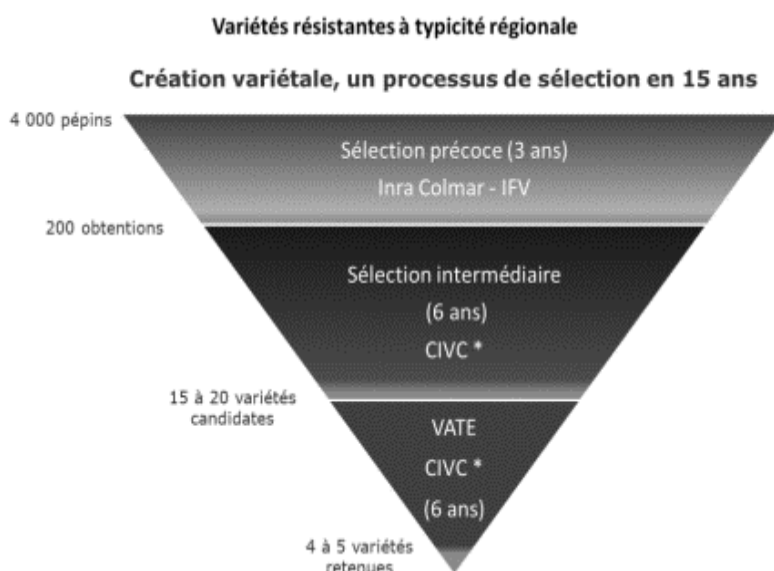 Variétés résistantes à typicité régionale
Création variétale, un processus de sélection en 15 ans
4 000 pépins
Sélection précoce (3 ans)
Inra Colmar - IFV
200 obtentions
Sélection intermédiaire
(6 ans)
CIVC *
15 à 20 variétés
candidates
VATE
CIVC *
(6 ans)
4 à 5 variétés
retenues